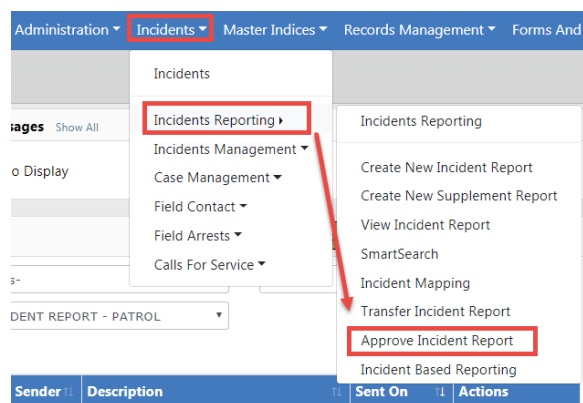 Administration Incidents Master Indices Records Management Forms And
Incidents
Incidents Reporting
Incidents Management
Case Management
Field Contact
Field Arrests
Calls For Service
Incidents Reporting
Create New Incident Report
Create New Supplement Report
View Incident Report
SmartSearch
Incident Mapping
Transfer Incident Report
Approve Incident Report
Incident Based Reporting
sages Show All
o Display
s-
DENT REPORT - PATROL
Sender Description Sent On Actions